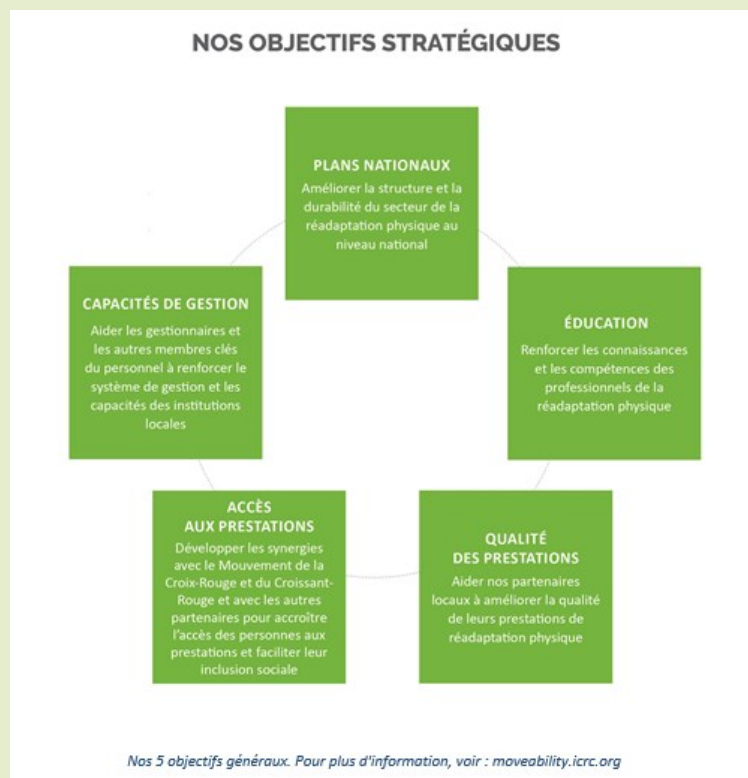 NOS OBJECTIFS STRATÉGIQUES
PLANS NATIONAUX
Améliorer la structure et la
durabilité du secteur de la
réadaptation physique au
niveau national
CAPACITÉS DE GESTION
Aider les gestionnaires et
les autres membres clés
du personnel à renforcer le
système de gestion et les
capacités des institutions
locales
ÉDUCATION
Renforcer les connaissances
et les compétences des
professionnels de la
réadaptation physique
ACCÈS
AUX PRESTATIONS
Développer les synergies
avec le Mouvement de la
Croix-Rouge et du Croissant-
Rouge et avec les autres
partenaires pour accroître
l'accès des personnes aux
prestations et faciliter leur
inclusion sociale
QUALITÉ
DES PRESTATIONS
Aider nos partenaires
locaux à améliorer la qualité
de leurs prestations de
réadaptation physique
Nos 5 objectifs généraux. Pour plus d'information, voir : moveability.icrc.org